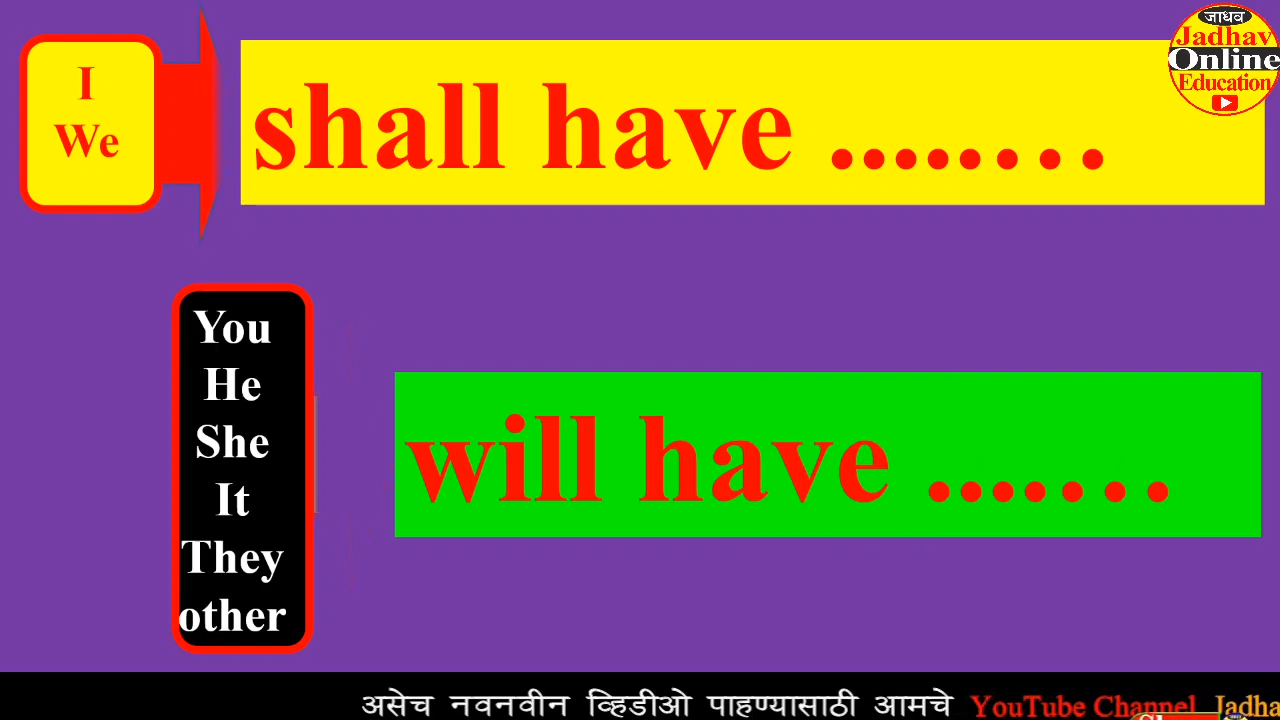 I
We
shall have ........
जाधव
Jadhav
Online
Education
You
He
She
It
They
other
will have .......
असेच नवनवीन व्हिडीओ पाहण्यासाठी आमचे YouTube Channel Jadha